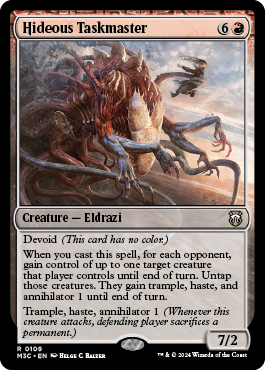 Hideous Taskmaster 6
Creature — Eldrazi
Devoid (This card has no color.)
When you cast this spell, for each opponent,
gain control of up to one target creature
that player controls until end of turn. Untap
those creatures. They gain trample, haste, and
annihilator 1 until end of turn.
Trample, haste, annihilator 1 (Whenever this
creature attacks, defending player sacrifices a
permanent.)
7/2
R 0109
M3C • EN HELGE C. BALZER
™ & © 2024 Wizards of the Coast